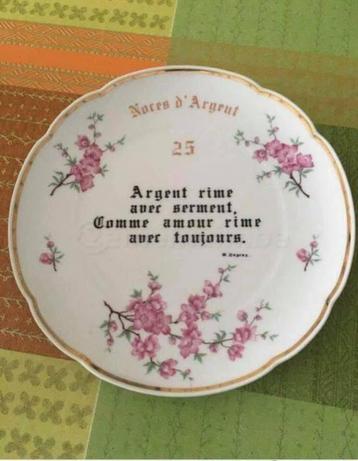 Noces d'Argent
25
Argent rime
avec serment,
Comme amour rime
avec toujours.